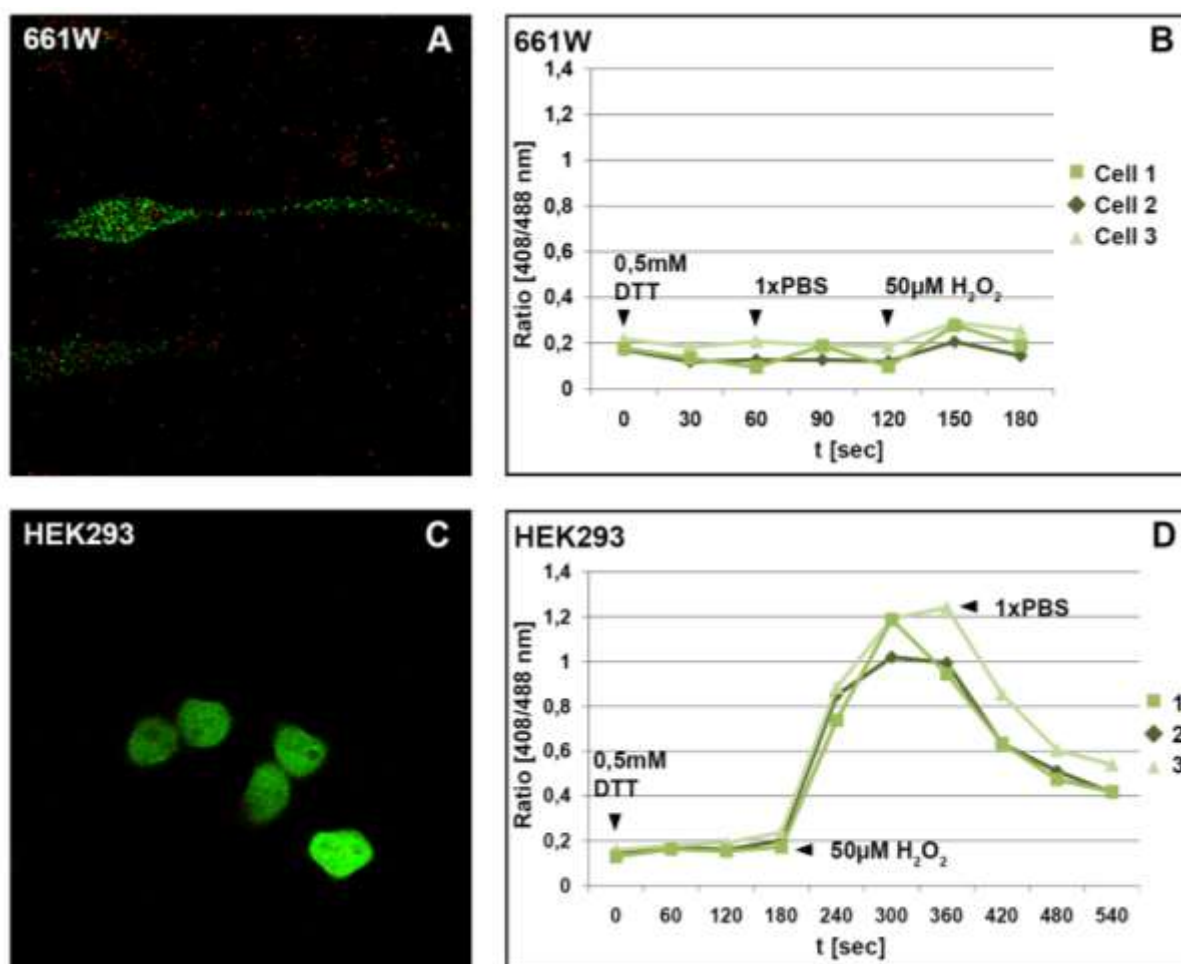 661W
A
661W
B
Ratio [408/488 nm]
1,4
1,2
1
0,8
0,6
0,4
0,2
0
0,5mM
DTT
1xPBS
50µM H₂O₂
0 30 60 90 120 150 180
t [sec]
Cell 1
Cell 2
Cell 3
HEK293
C
HEK293
D
Ratio [408/488 nm]
1,4
1,2
1
0,8
0,6
0,4
0,2
0
0,5mM
DTT
50µM H₂O₂
1xPBS
0 60 120 180 240 300 360 420 480 540
t [sec]
1
2
3